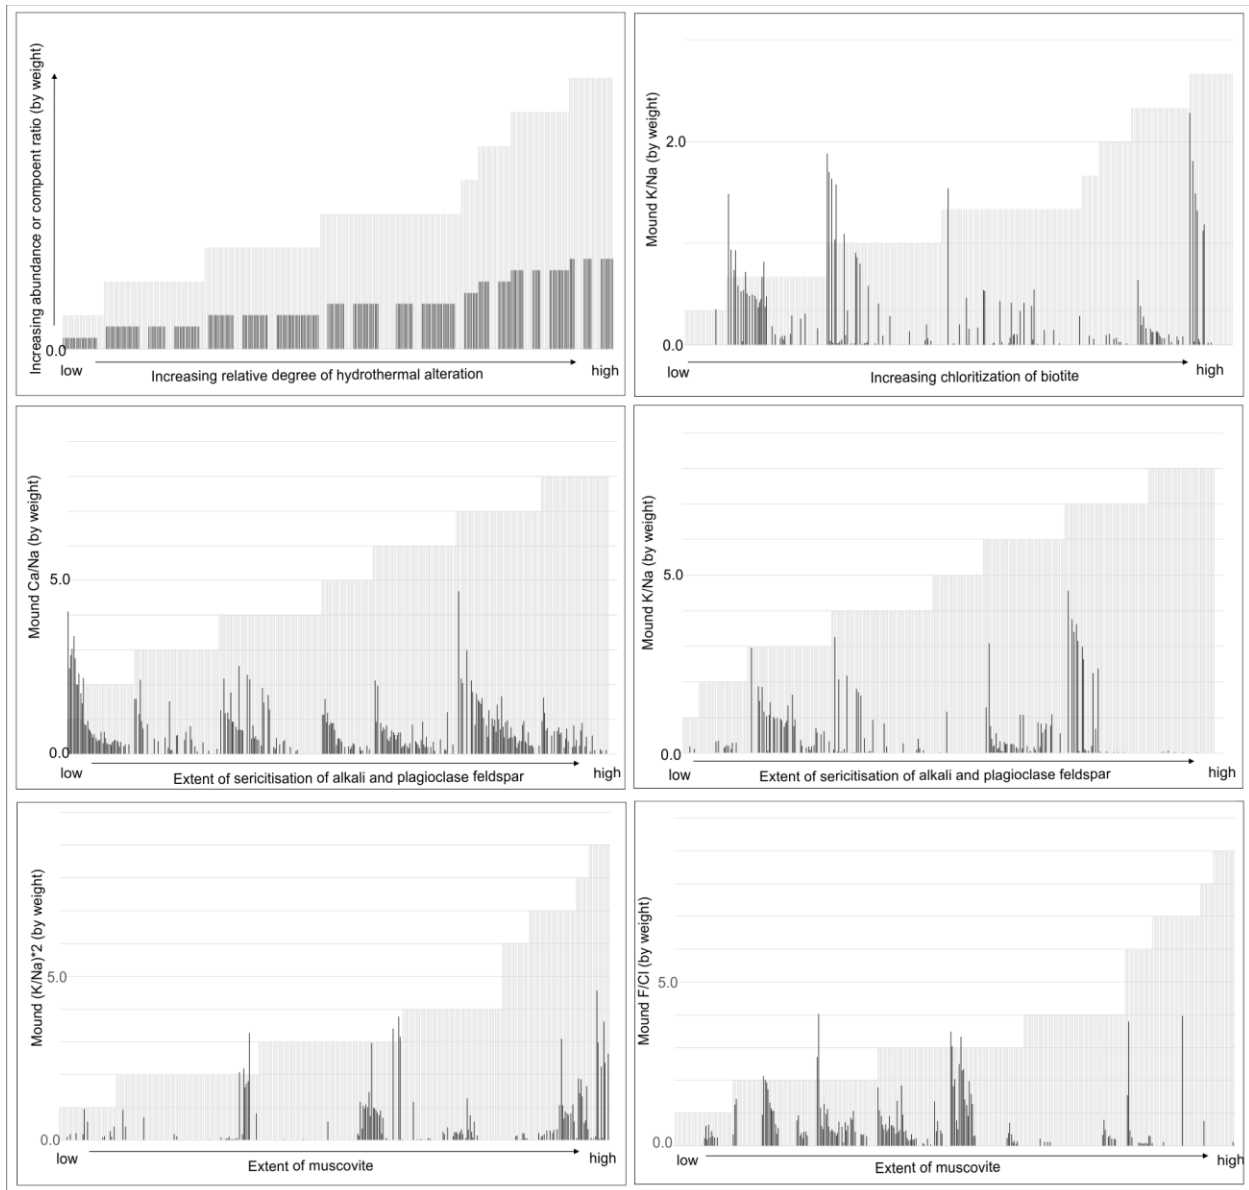 Increasing abundance or compoent ratio (by weight)
0.0
low
Increasing relative degree of hydrothermal alteration
high
Mound K/Na (by weight)
2.0
0.0
low
Increasing chloritization of biotite
high
Mound Ca/Na (by weight)
5.0
0.0
low
Extent of sericitisation of alkali and plagioclase feldspar
high
Mound K/Na (by weight)
5.0
0.0
low
Extent of sericitisation of alkali and plagioclase feldspar
high
Mound (K/Na)*2 (by weight)
5.0
0.0
low
Extent of muscovite
high
Mound F/Cl (by weight)
5.0
0.0
low
Extent of muscovite
high